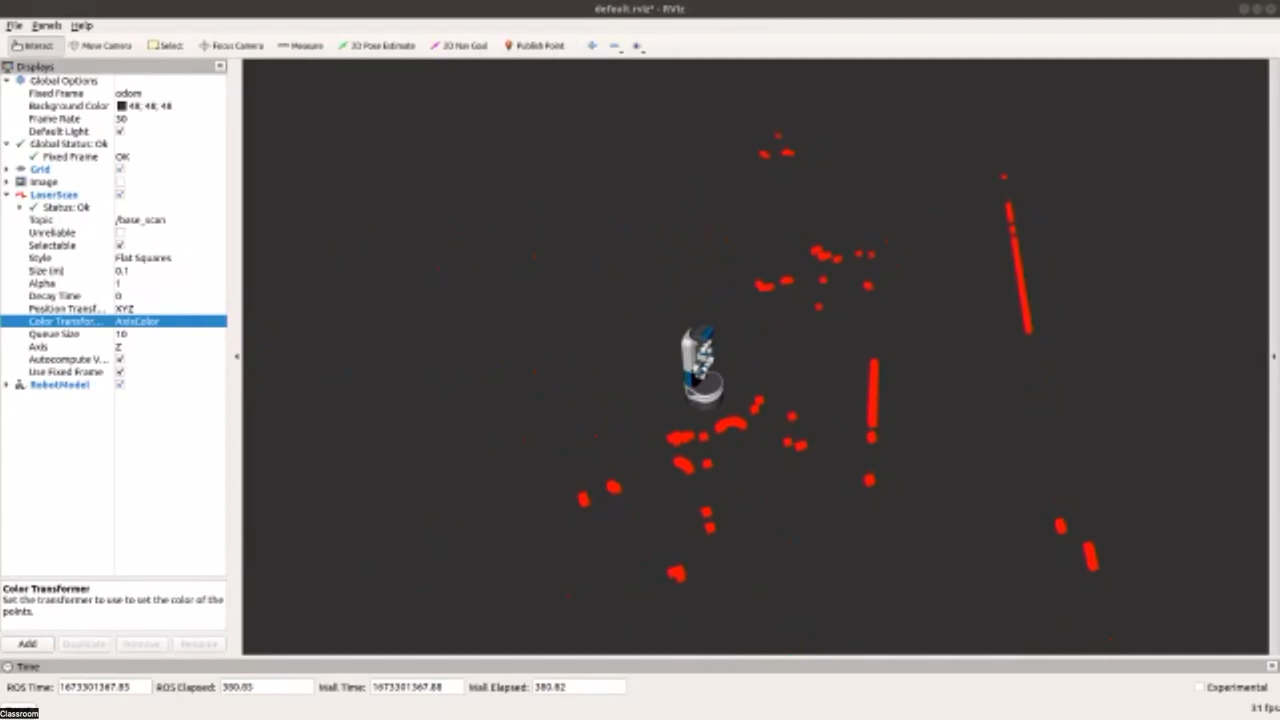 default.rviz* - RViz
File Panels Help
Interact Move Camera Select Focus Camera Measure 2D Pose Estimate 2D Nav Goal Publish Point
Displays
Global Options
Fixed Frame odom
Background Color 48; 48; 48
Frame Rate 30
Default Light
Global Status: Ok
Fixed Frame OK
Grid
Image
LaserScan
Status: Ok
Topic /base_scan
Unreliable
Selectable
Style Flat Squares
Size (m) 0.1
Alpha 1
Decay Time 0
Position Transf... XYZ
Color Transfor... AxisColor
Queue Size 10
Axis Z
Autocompute V...
Use Fixed Frame
RobotModel
Color Transformer
Set the transformer to use to set the color of the
points.
Add Duplicate Remove Rename
Time
ROS Time: 1673301367.85 ROS Elapsed: 380.85 Wall Time: 1673301367.88 Wall Elapsed: 380.82 Experimental
31 fps
Classroom